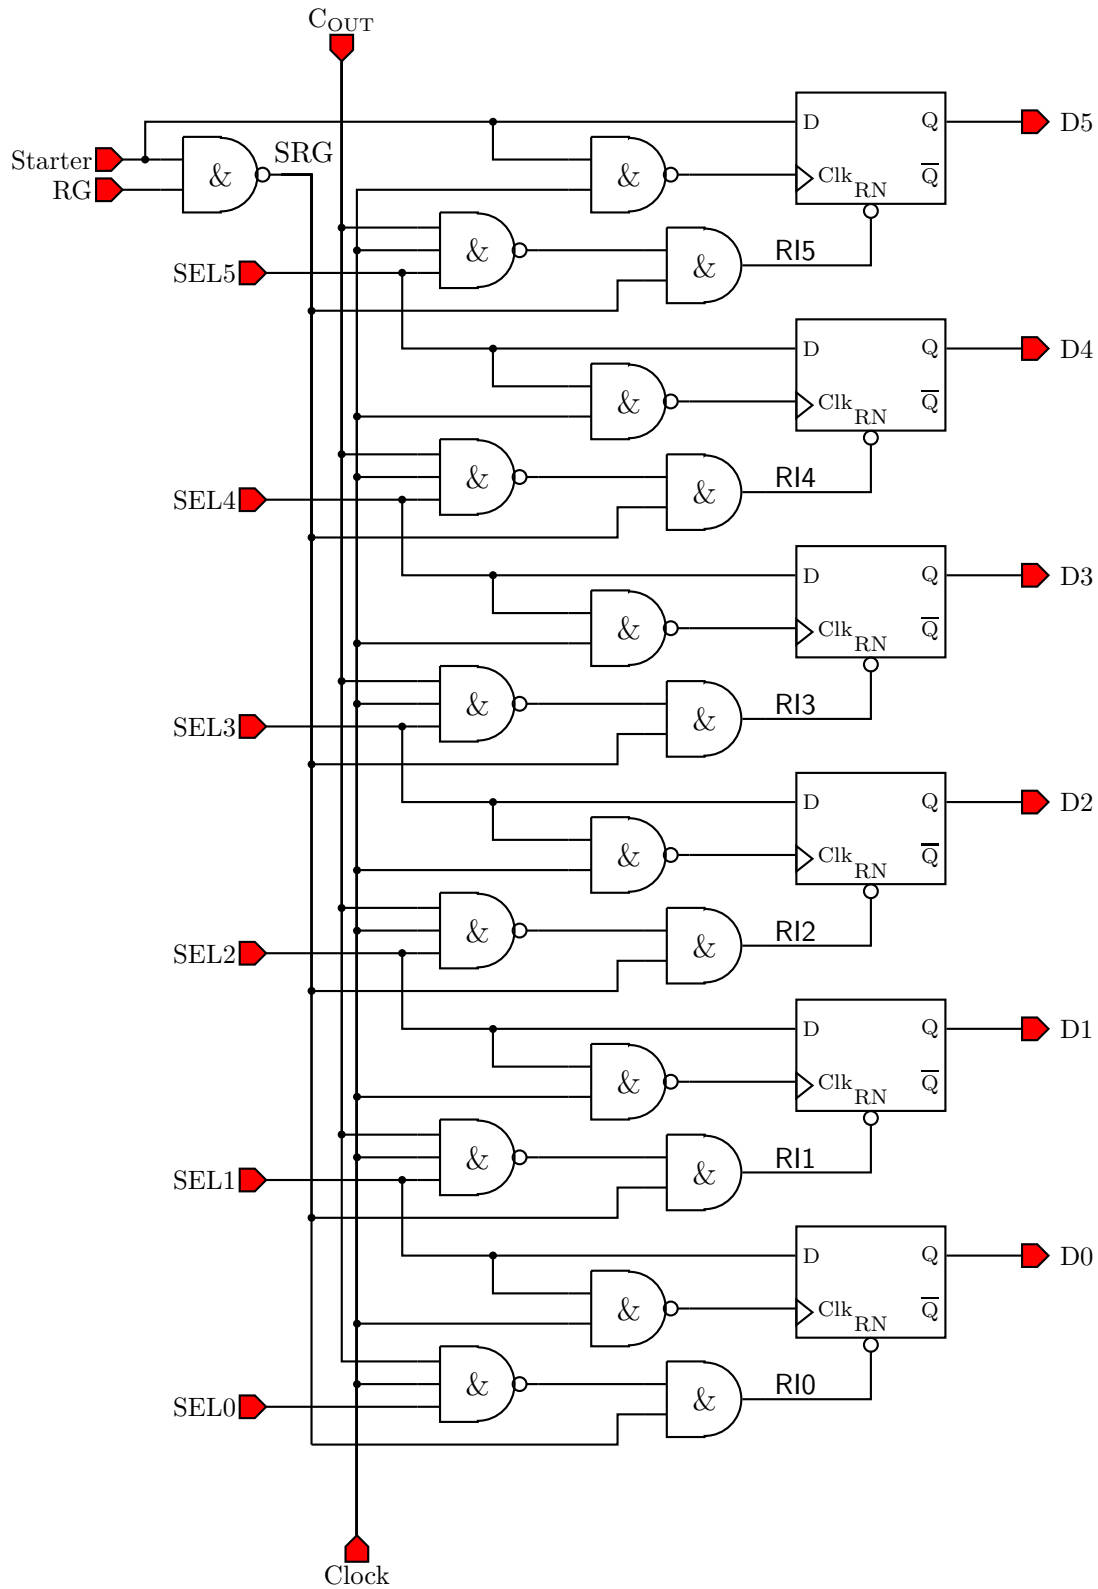 C_OUT
D Q D5
Starter & SRG
& Clk Q̅
RG RN
& RI5
SEL5 &
D Q D4
& Clk Q̅
RN
& RI4
SEL4 &
D Q D3
& Clk Q̅
RN
& RI3
SEL3 &
D Q D2
& Clk Q̅
RN
& RI2
SEL2 &
D Q D1
& Clk Q̅
RN
& RI1
SEL1 &
D Q D0
& Clk Q̅
RN
& RI0
SEL0 &
Clock